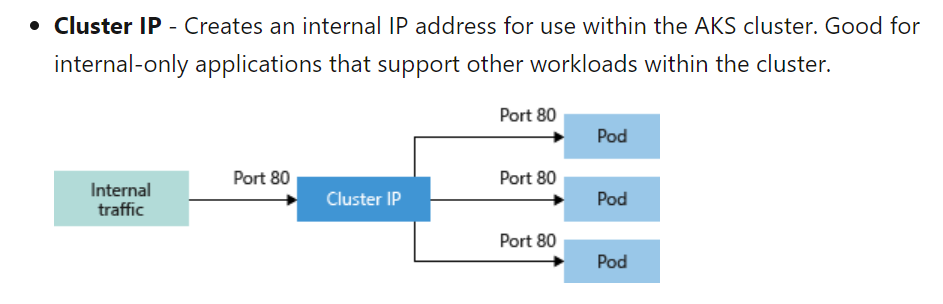 • Cluster IP - Creates an internal IP address for use within the AKS cluster. Good for
internal-only applications that support other workloads within the cluster.
Port 80
Pod
Internal
traffic
Port 80
Cluster IP
Port 80
Pod
Port 80
Pod